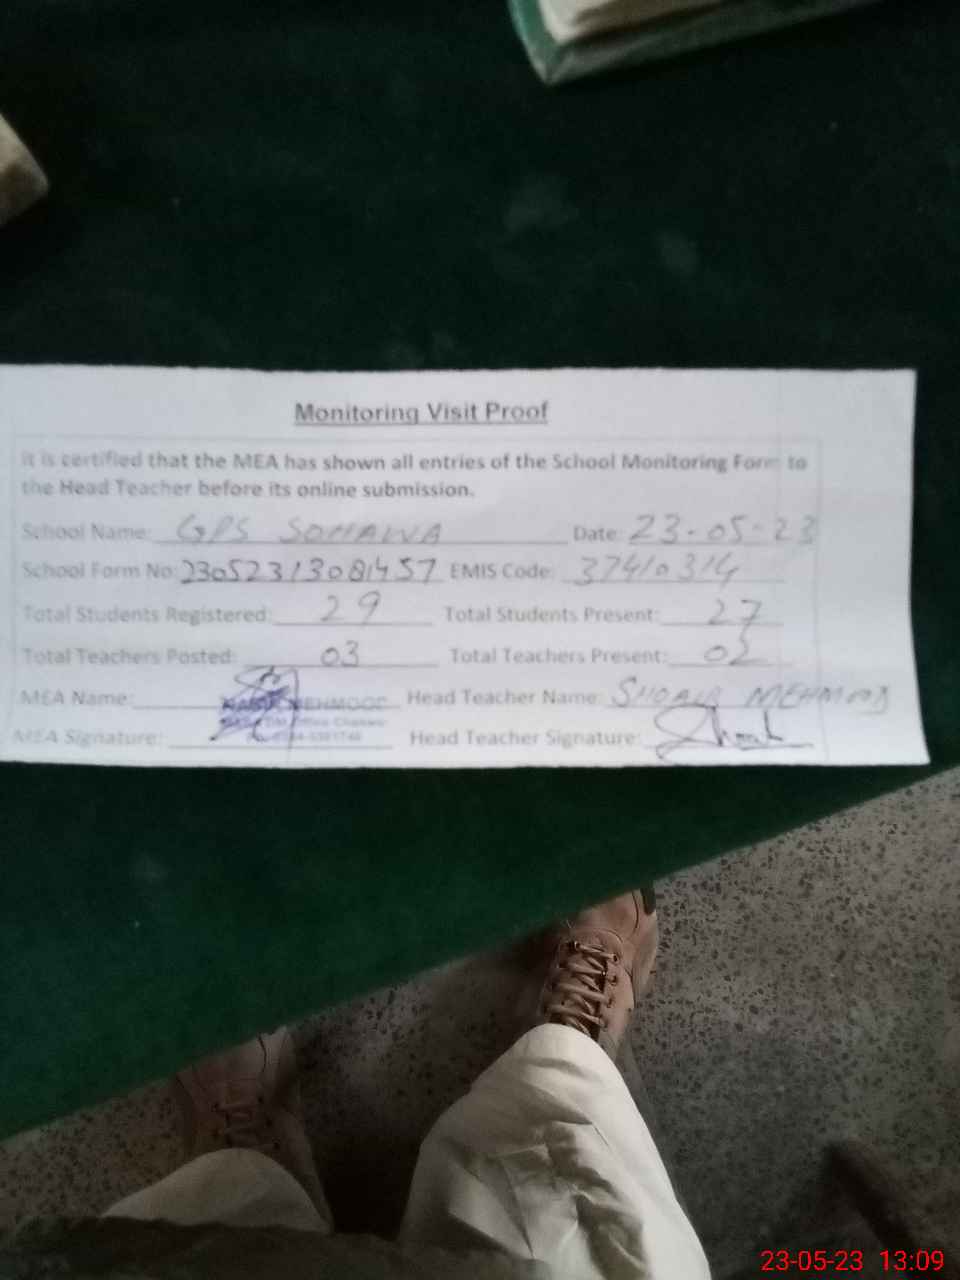 Monitoring Visit Proof
It is certified that the MEA has shown all entries of the School Monitoring Form to
the Head Teacher before its online submission.
School Name: GPS SOHAWA Date: 23-05-23
School Form No: 23052313081457 EMIS Code: 37410314
Total Students Registered: 29 Total Students Present: 27
Total Teachers Posted: 03 Total Teachers Present: 02
MEA Name: MEHMOOD Head Teacher Name: SHOAIB MEHMOOD
MEA Signature: Head Teacher Signature:
23-05-23 13:09